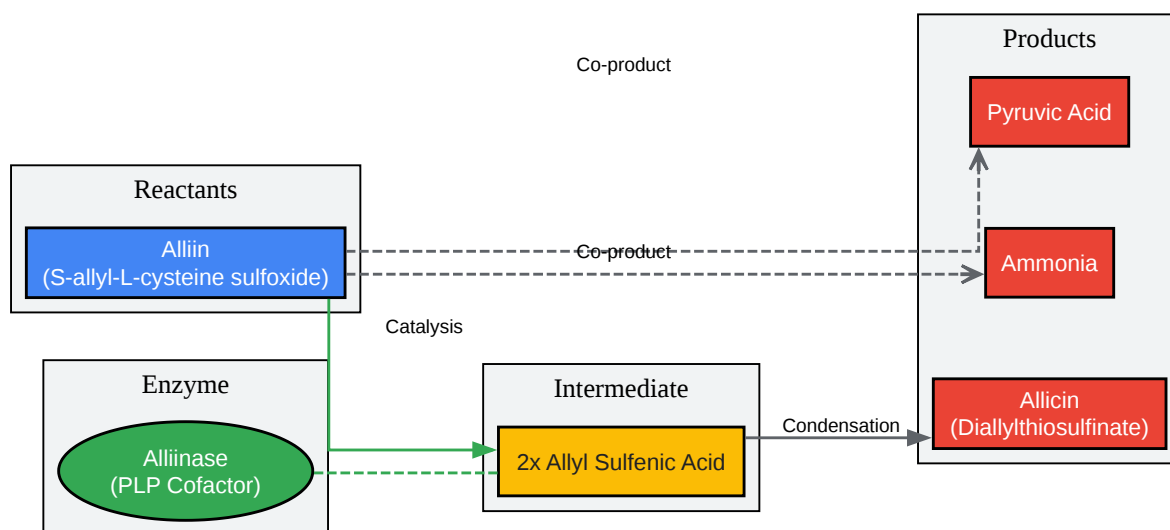 Products
Co-product
Pyruvic Acid
Reactants
Alliin
(S-allyl-L-cysteine sulfoxide)
Co-product
Ammonia
Catalysis
Enzyme
Intermediate
Allicin
(Diallylthiosulfinate)
Condensation
Alliinase
(PLP Cofactor)
2x Allyl Sulfenic Acid